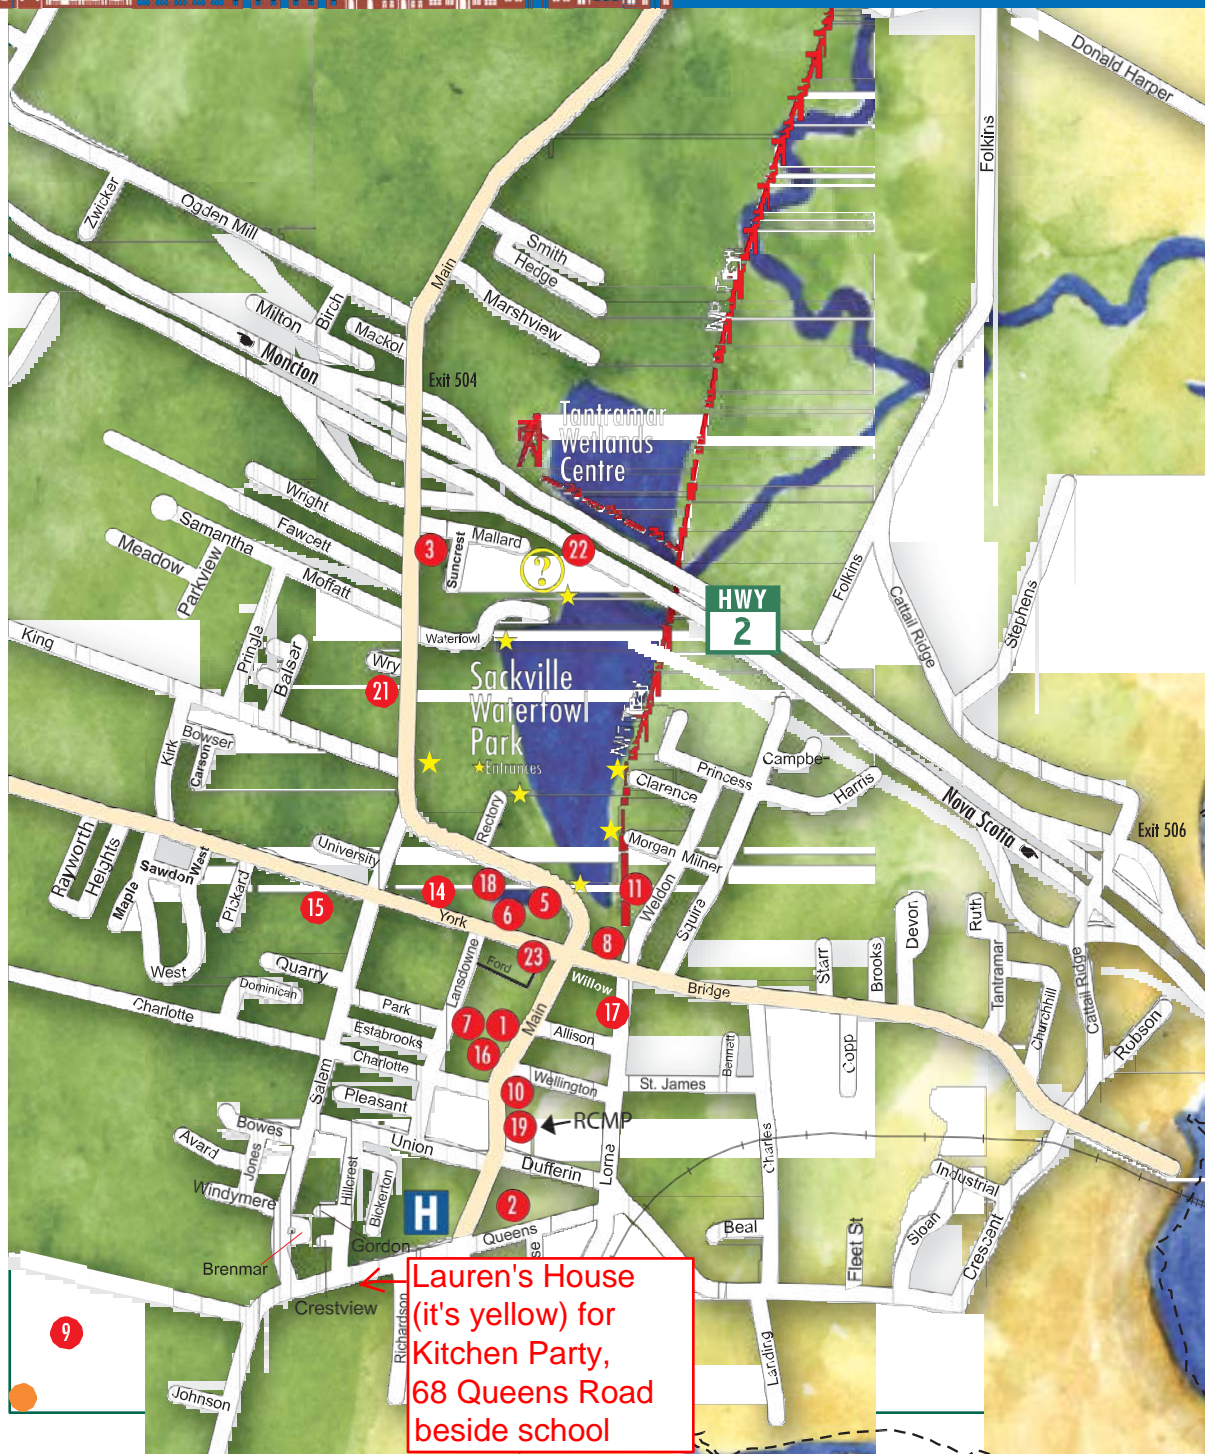 Donald Harper
Folkins
Zwicker
Ogden Mill
Main
Smith
Hedge
Marshview
Milton
Birch
Mackol
Moncton
Exit 504
Tantramar
Wetlands
Centre
Wright
Fawcett
Samantha
Moffatt
Meadow
Parkview
3
Suncrest
Mallard
22
?
HWY
2
Folkins
Cattail Ridge
Stephens
King
Pringle
Balser
Wry
Waterfowl
21
Sackville
Waterfowl
Park
Entrances
Kirk
Bowser
Carson
Princess
Campbe
Clarence
Harris
Nova Scotia
Exit 506
Rectory
Morgan
Milner
Rayworth
Heights
Maple
Sawdon
West
Pickard
University
15
14
18
5
6
York
11
Weldon
Squire
8
23
Ford
Lansdowne
Willow
17
Bridge
Starr
Brooks
Devon
Ruth
Tantramar
Cattail Ridge
Churchhill
Robson
West
Quarry
Dominican
Charlotte
Park
Estabrooks
Charlotte
Salem
7
1
16
Main
Allison
Wellington
St. James
Bennett
Copp
Pleasant
10
19
RCMP
Bowes
Avard
Jones
Windymere
Union
Hillcrest
Bickerton
Dufferin
Lorne
Charles
Industrial
Sloan
Crescent
H
2
Queens
se
Beal
Fleet St
Gordon
Brenmar
Crestview
Richardson
Landing
Lauren's House
(it's yellow) for
Kitchen Party,
68 Queens Road
beside school
9
Johnson